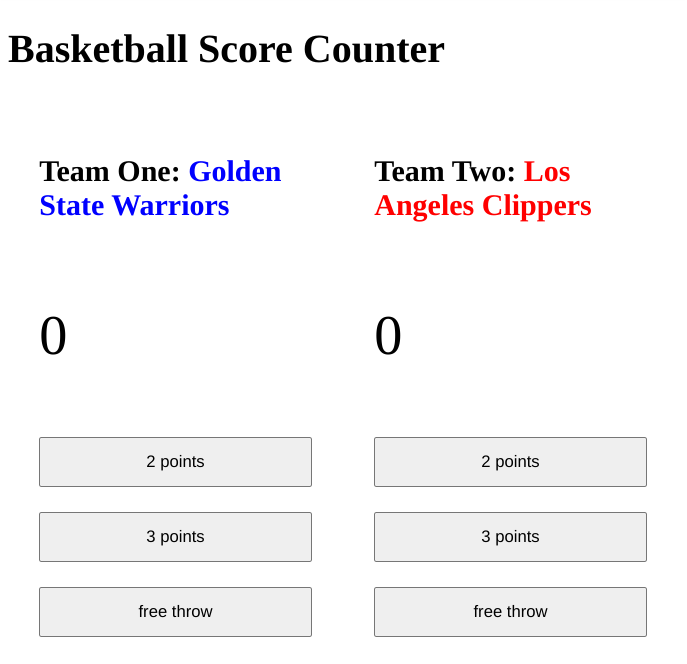 Basketball Score Counter
Team One: Golden
State Warriors
0
2 points
3 points
free throw
Team Two: Los
Angeles Clippers
0
2 points
3 points
free throw